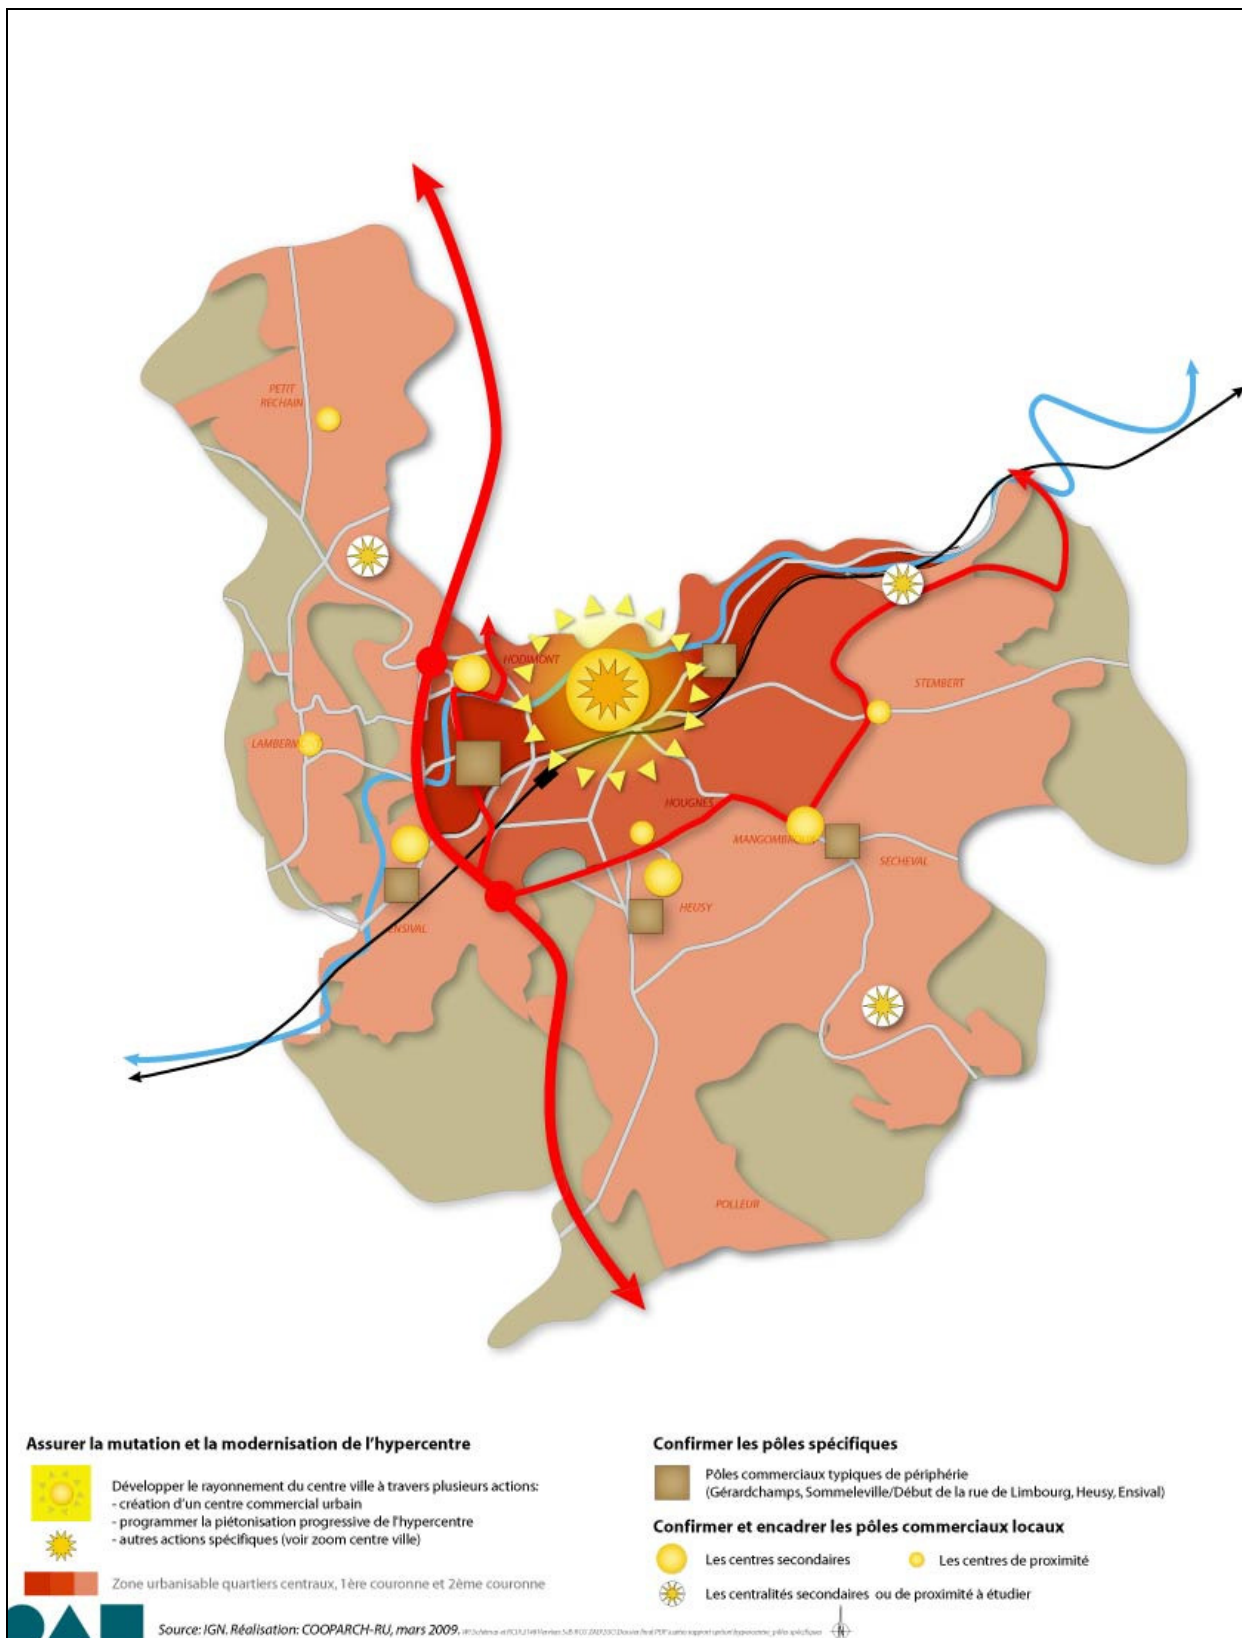 PETIT
RECHAIN
HODIMONT
STEMBERT
HOUGNES
SECHEVAL
HEUSY
ENSIVAL
POLLEUR
Assurer la mutation et la modernisation de l'hypercentre
Développer le rayonnement du centre ville à travers plusieurs actions:
- création d'un centre commercial urbain
- programmer la piétonisation progressive de l'hypercentre
- autres actions spécifiques (voir zoom centre ville)
Zone urbanisable quartiers centraux, 1ère couronne et 2ème couronne
Confirmer les pôles spécifiques
Pôles commerciaux typiques de périphérie
(Gérardchamps, Sommeleville/Début de la rue de Limbourg, Heusy, Ensival)
Confirmer et encadrer les pôles commerciaux locaux
Les centres secondaires
Les centres de proximité
Les centralités secondaires ou de proximité à étudier
Source: IGN. Réalisation: COOPARCH-RU, mars 2009.
N